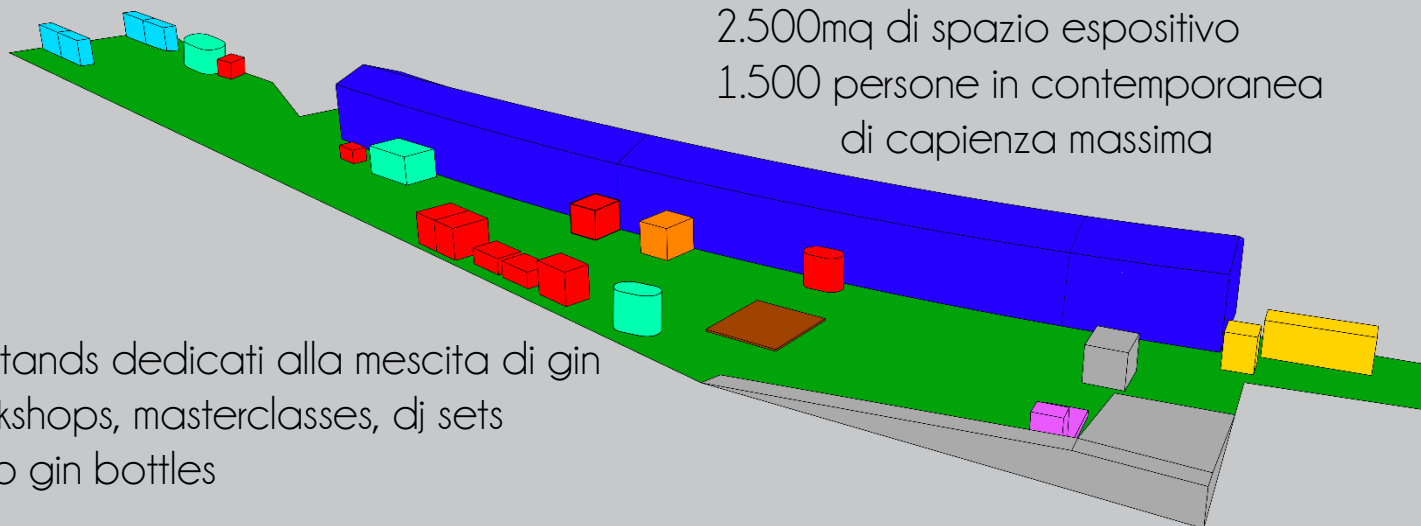 2.500mq di spazio espositivo
1.500 persone in contemporanea
di capienza massima
tands dedicati alla mescita di gin
kshops, masterclasses, dj sets
o gin bottles